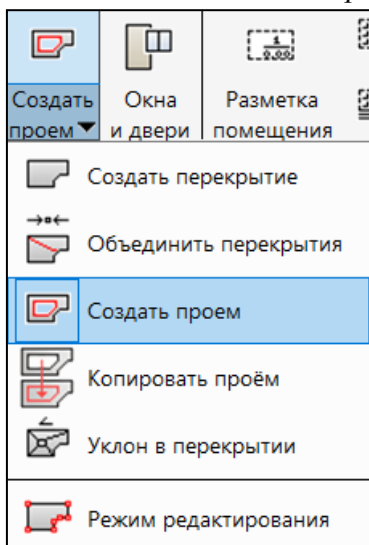 Создать
проем
Окна
и двери
Разметка
помещения
Создать перекрытие
Объединить перекрытия
Создать проем
Копировать проём
Уклон в перекрытии
Режим редактирования